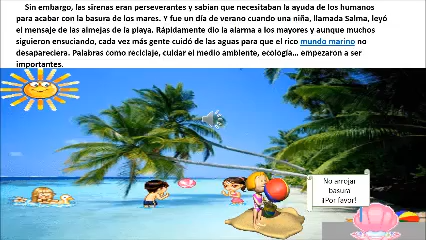 Sin embargo, las sirenas eran perseverantes y sabían que necesitaban la ayuda de los humanos
para acabar con la basura de los mares. Y fue un día de verano cuando una niña, llamada Salma, leyó
el mensaje de las almejas de la playa. Rápidamente dio la alarma a los mayores y aunque muchos
siguieron ensuciando, cada vez más gente cuidó de las aguas para que el rico mundo marino no
desapareciera. Palabras como reciclaje, cuidar el medio ambiente, ecología... empezaron a ser
importantes.
No arrojar
basura
¡Por favor!